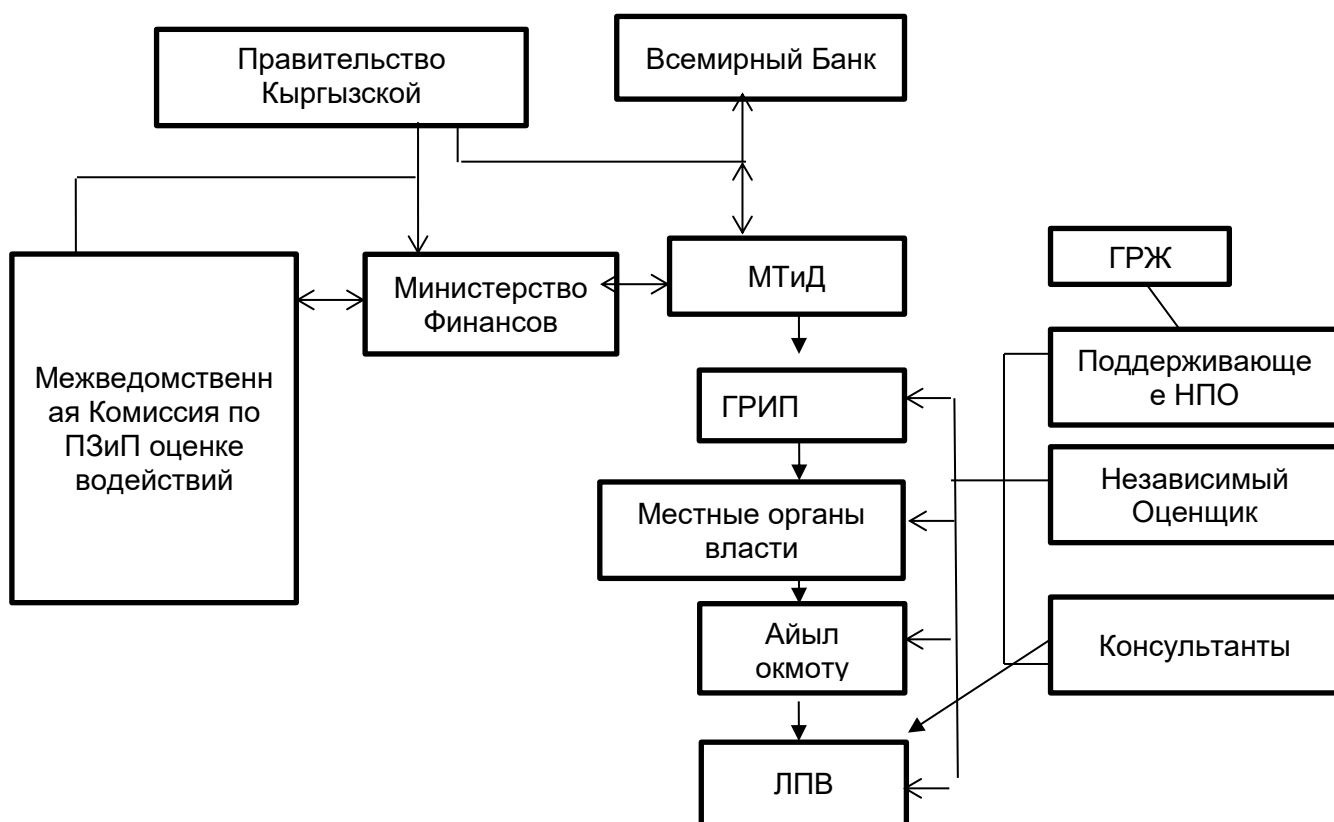 Правительство
Кыргызской
Всемирный Банк
МТиД
ГРЖ
Министерство
Финансов
Межведомственн
ая Комиссия по
ПЗиП оценке
водействий
Поддерживающе
е НПО
ГРИП
Независимый
Оценщик
Местные органы
власти
Айыл
окмоту
Консультанты
ЛПВ